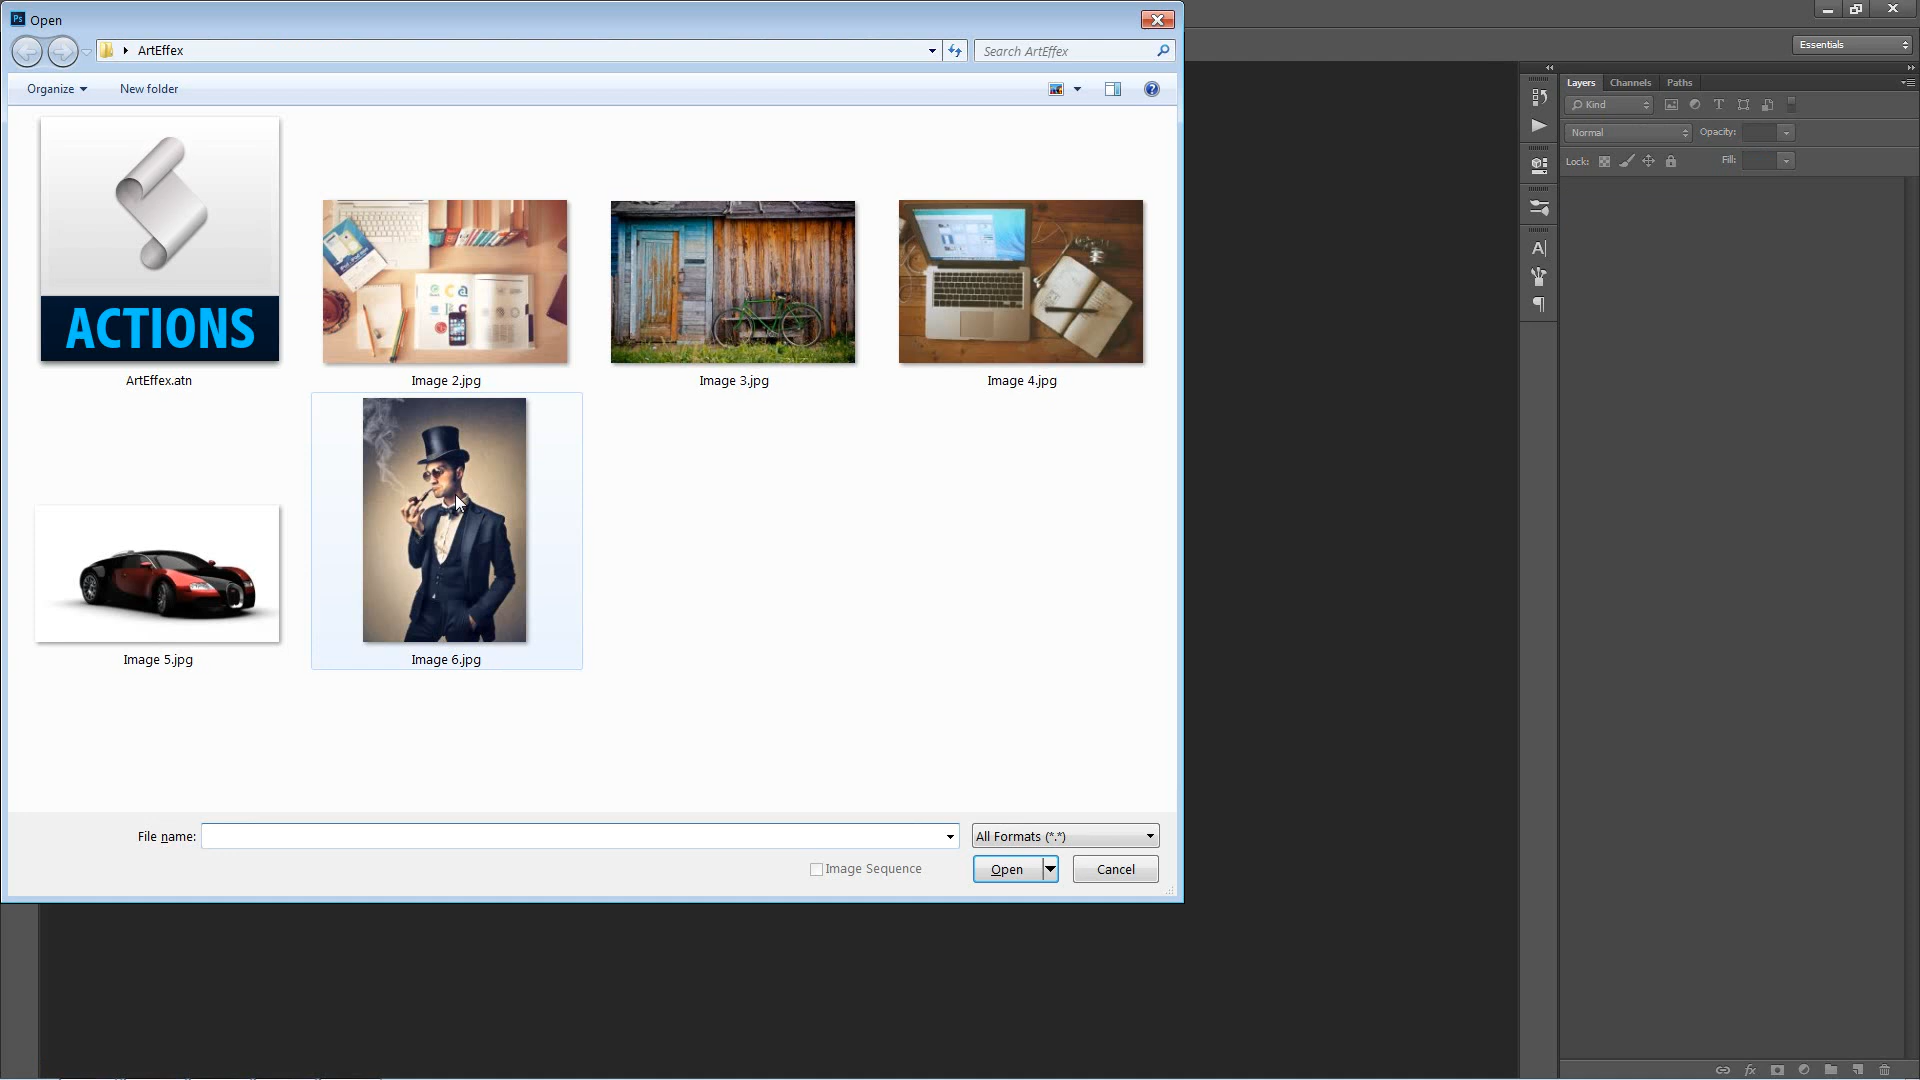 Ps Open
ArtEffex
Search ArtEffex
Essentials
Organize
New folder
Layers Channels Paths
Kind
Normal
Opacity:
Lock:
Fill:
ACTIONS
ArtEffex.atn
Image 2.jpg
Image 3.jpg
Image 4.jpg
Image 5.jpg
Image 6.jpg
File name:
All Formats (*.*)
Image Sequence
Open
Cancel